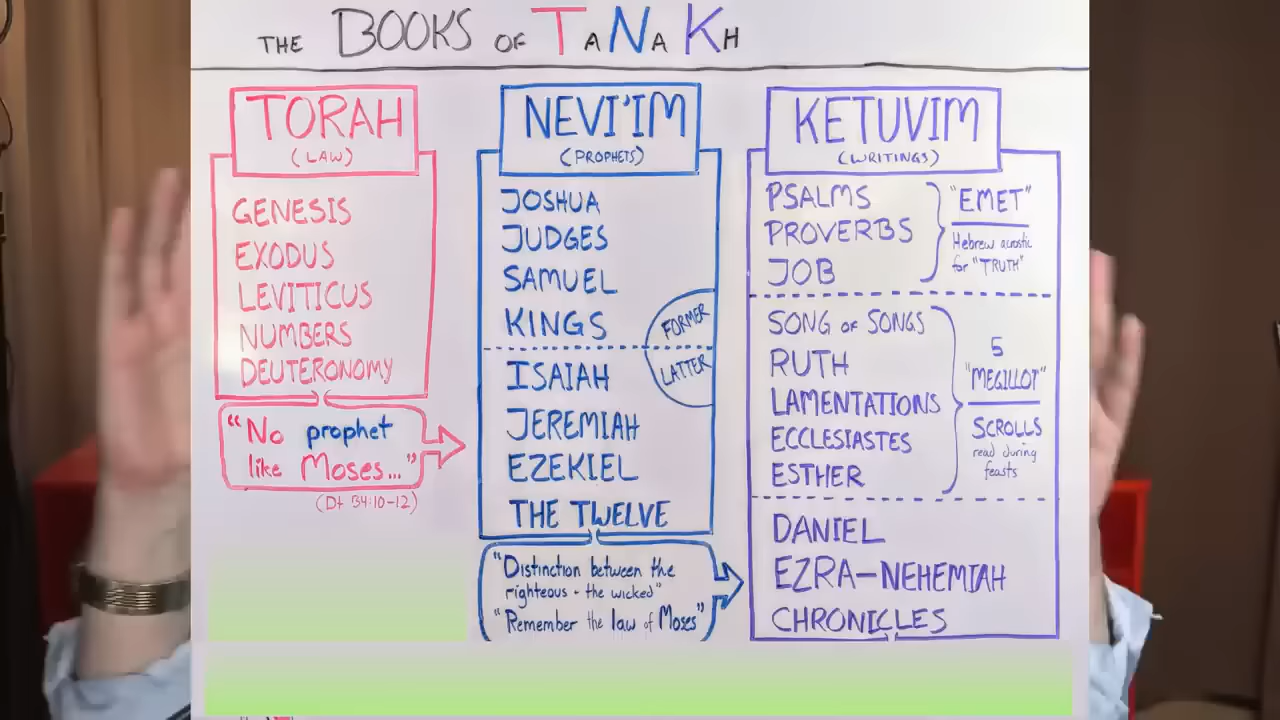 THE BOOKS OF TANAKH
TORAH
(LAW)
GENESIS
EXODUS
LEVITICUS
NUMBERS
DEUTERONOMY
"No prophet
like Moses..."
(Dt 34:10-12)
NEVI'IM
(PROPHETS)
JOSHUA
JUDGES
SAMUEL
KINGS
FORMER
LATTER
ISAIAH
JEREMIAH
EZEKIEL
THE TWELVE
"Distinction between the
righteous + the wicked"
"Remember the law of Moses"
KETUVIM
(WRITINGS)
PSALMS
PROVERBS
JOB
"EMET"
Hebrew acrostic
for "TRUTH"
SONG OF SONGS
RUTH
LAMENTATIONS
ECCLESIASTES
ESTHER
5
"MEGILLOT"
SCROLLS
read during
feasts
DANIEL
EZRA-NEHEMIAH
CHRONICLES